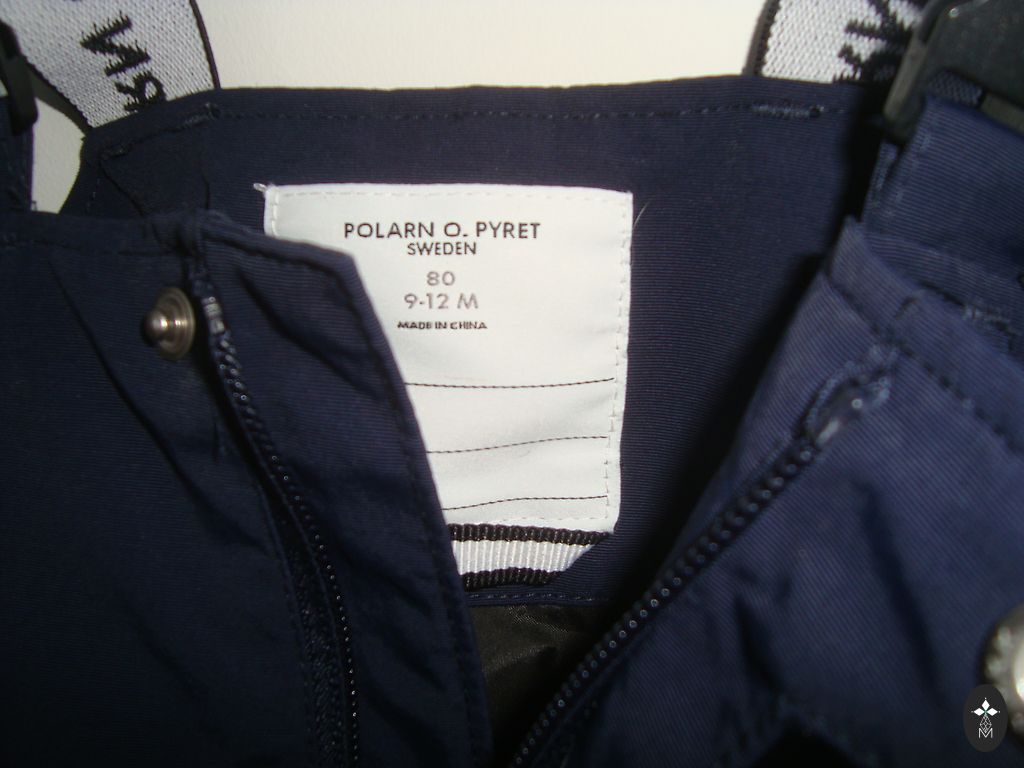 POLARN O. PYRET
SWEDEN
80
9-12 M
MADE IN CHINA